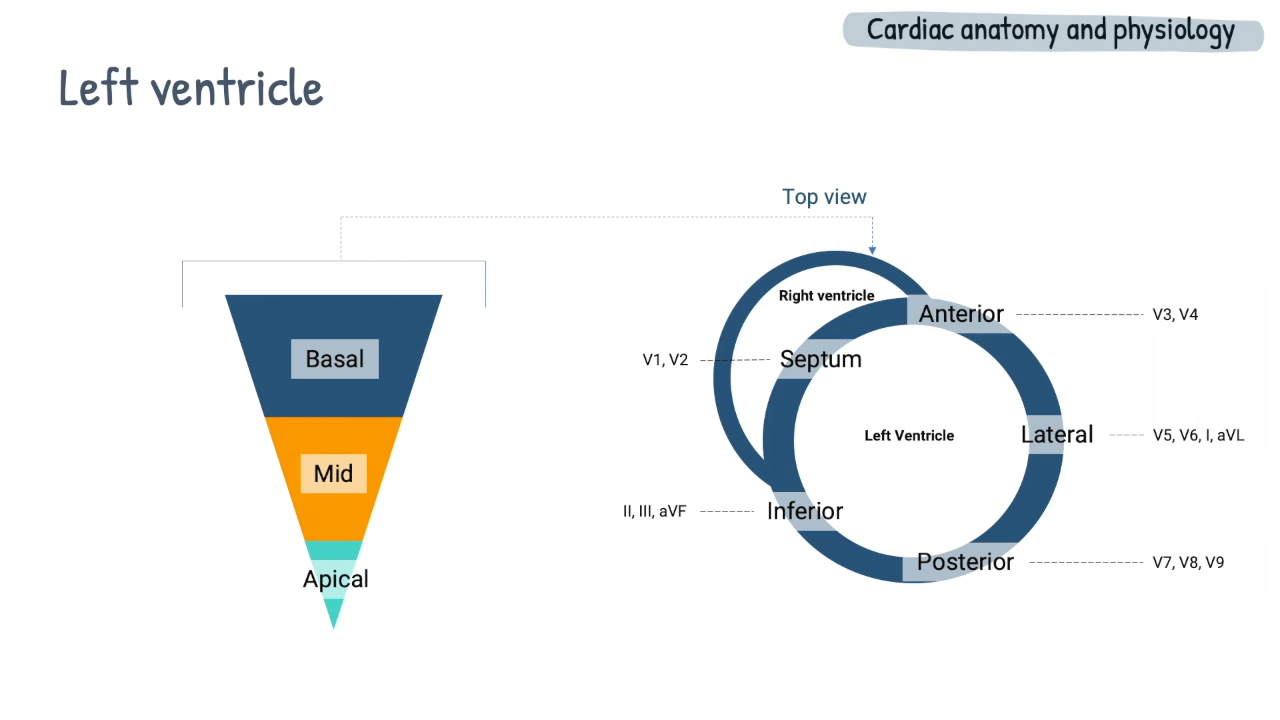 Cardiac anatomy and physiology
Left ventricle
Top view
Right ventricle
Anterior
V3, V4
V1, V2
Septum
Basal
Left Ventricle
Lateral
V5, V6, I, aVL
Mid
II, III, aVF
Inferior
Posterior
V7, V8, V9
Apical